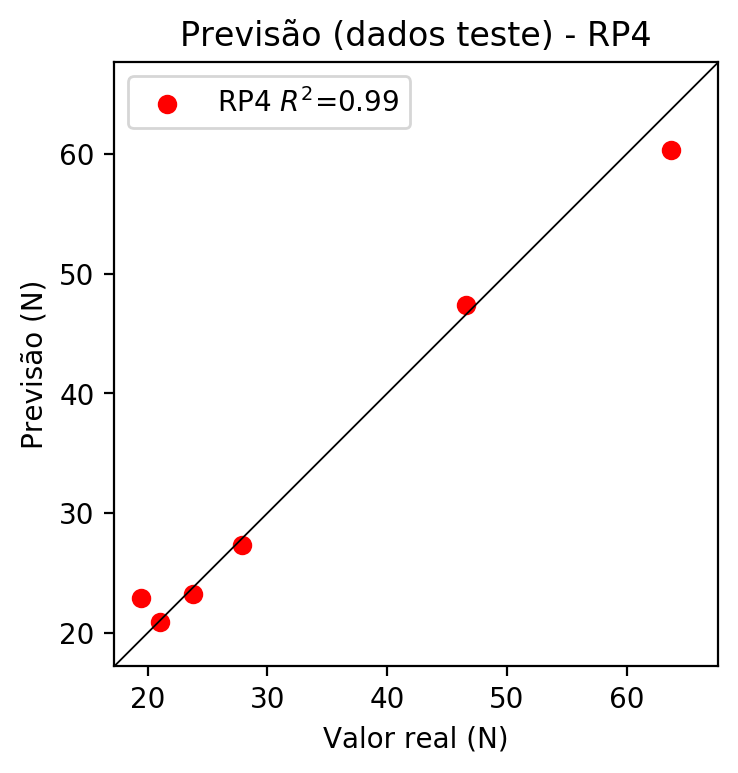 Previsão (dados teste) - RP4
RP4 R²=0.99
Previsão (N)
60
50
40
30
20
20 30 40 50 60
Valor real (N)